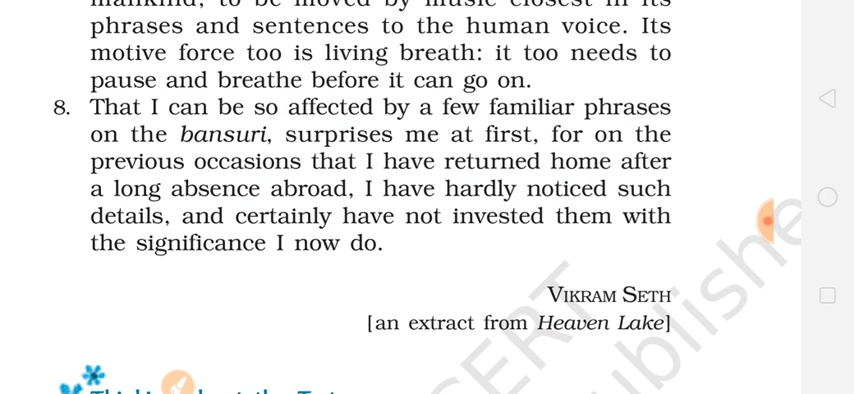 phrases and sentences to the human voice. Its
motive force too is living breath: it too needs to
pause and breathe before it can go on.
8. That I can be so affected by a few familiar phrases
on the bansuri, surprises me at first, for on the
previous occasions that I have returned home after
a long absence abroad, I have hardly noticed such
details, and certainly have not invested them with
the significance I now do.
VIKRAM SETH
[an extract from Heaven Lake]